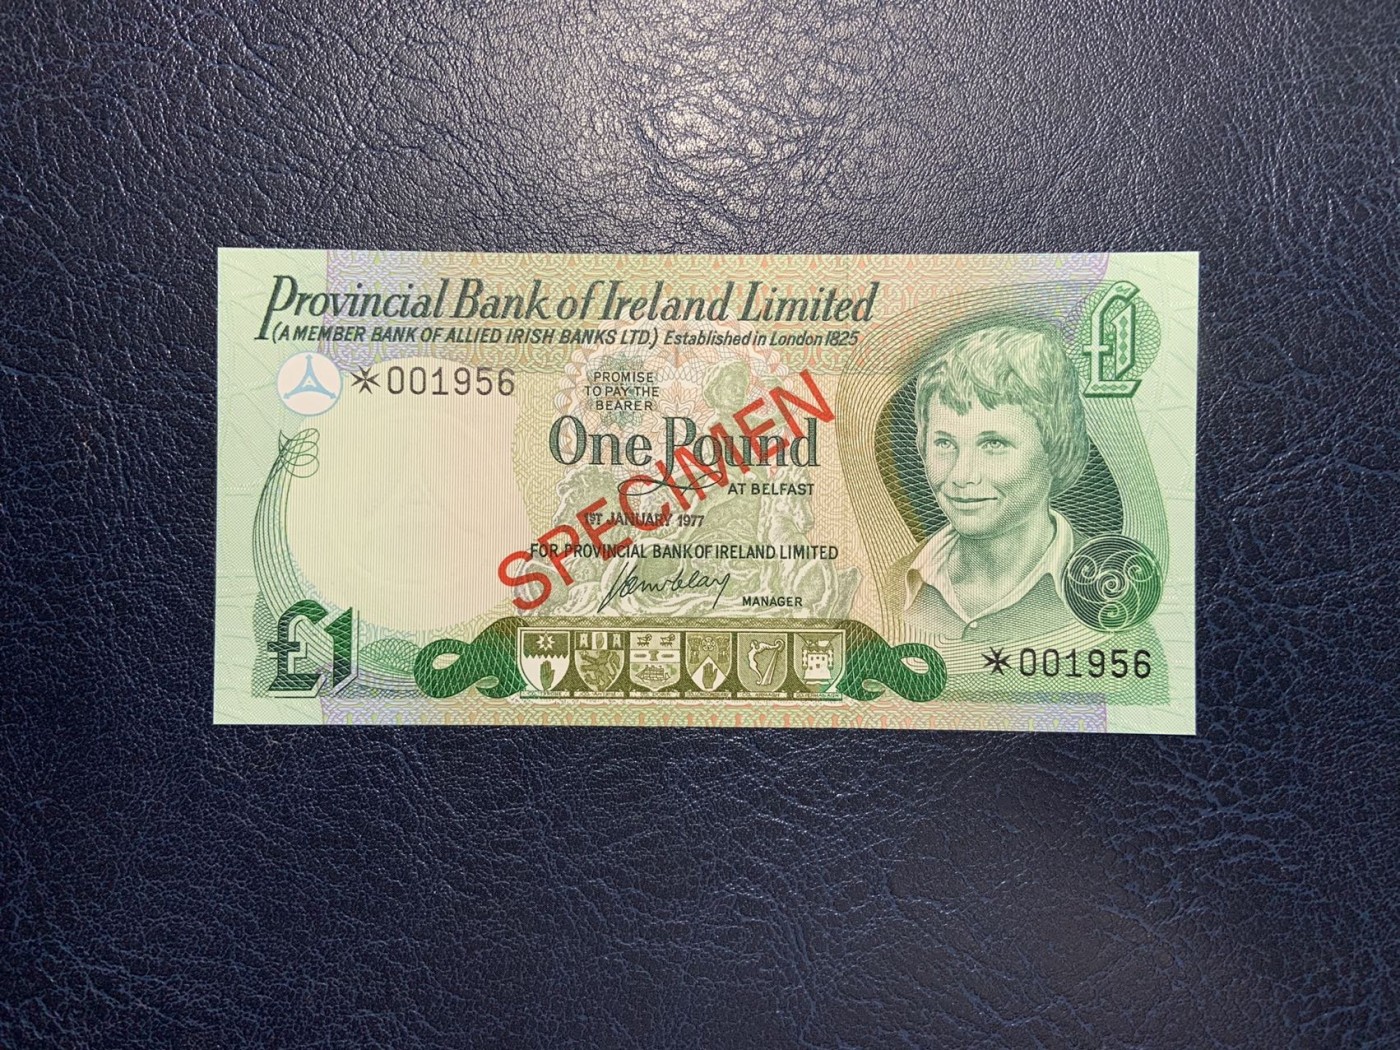 Provincial Bank of Ireland Limited
(A MEMBER BANK OF ALLIED IRISH BANKS LTD.) Established in London 1825
£1
001956
PROMISE
TO PAY THE
BEARER
One Pound
AT BELFAST
SPECIMEN
1ST JANUARY 1977
FOR PROVINCIAL BANK OF IRELAND LIMITED
MANAGER
£1
001956